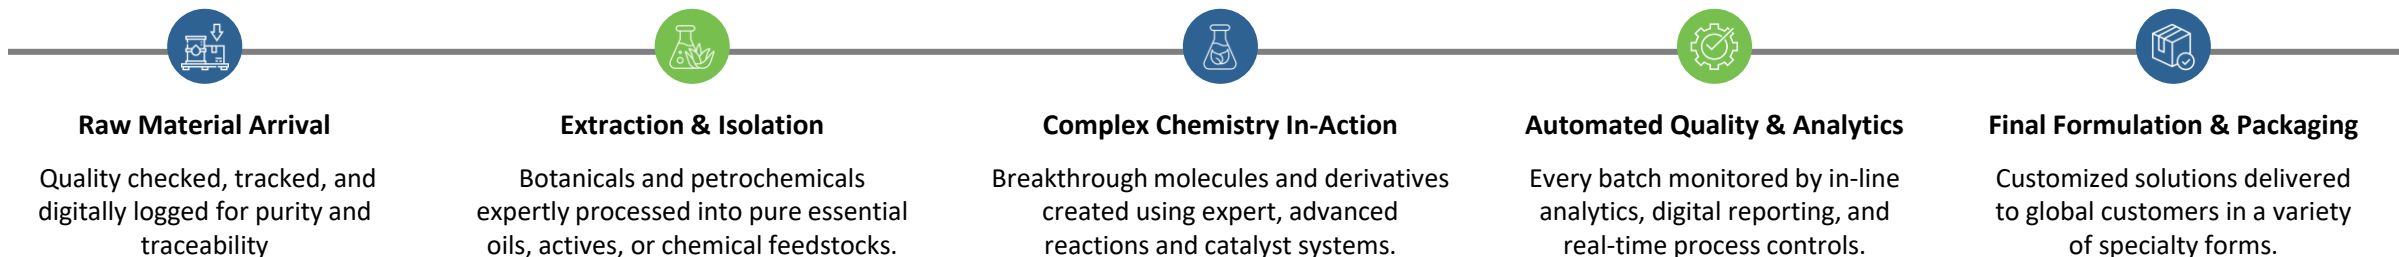 Raw Material Arrival
Quality checked, tracked, and
digitally logged for purity and
traceability
Extraction & Isolation
Botanicals and petrochemicals
expertly processed into pure essential
oils, actives, or chemical feedstocks.
Complex Chemistry In-Action
Breakthrough molecules and derivatives
created using expert, advanced
reactions and catalyst systems.
Automated Quality & Analytics
Every batch monitored by in-line
analytics, digital reporting, and
real-time process controls.
Final Formulation & Packaging
Customized solutions delivered
to global customers in a variety
of specialty forms.